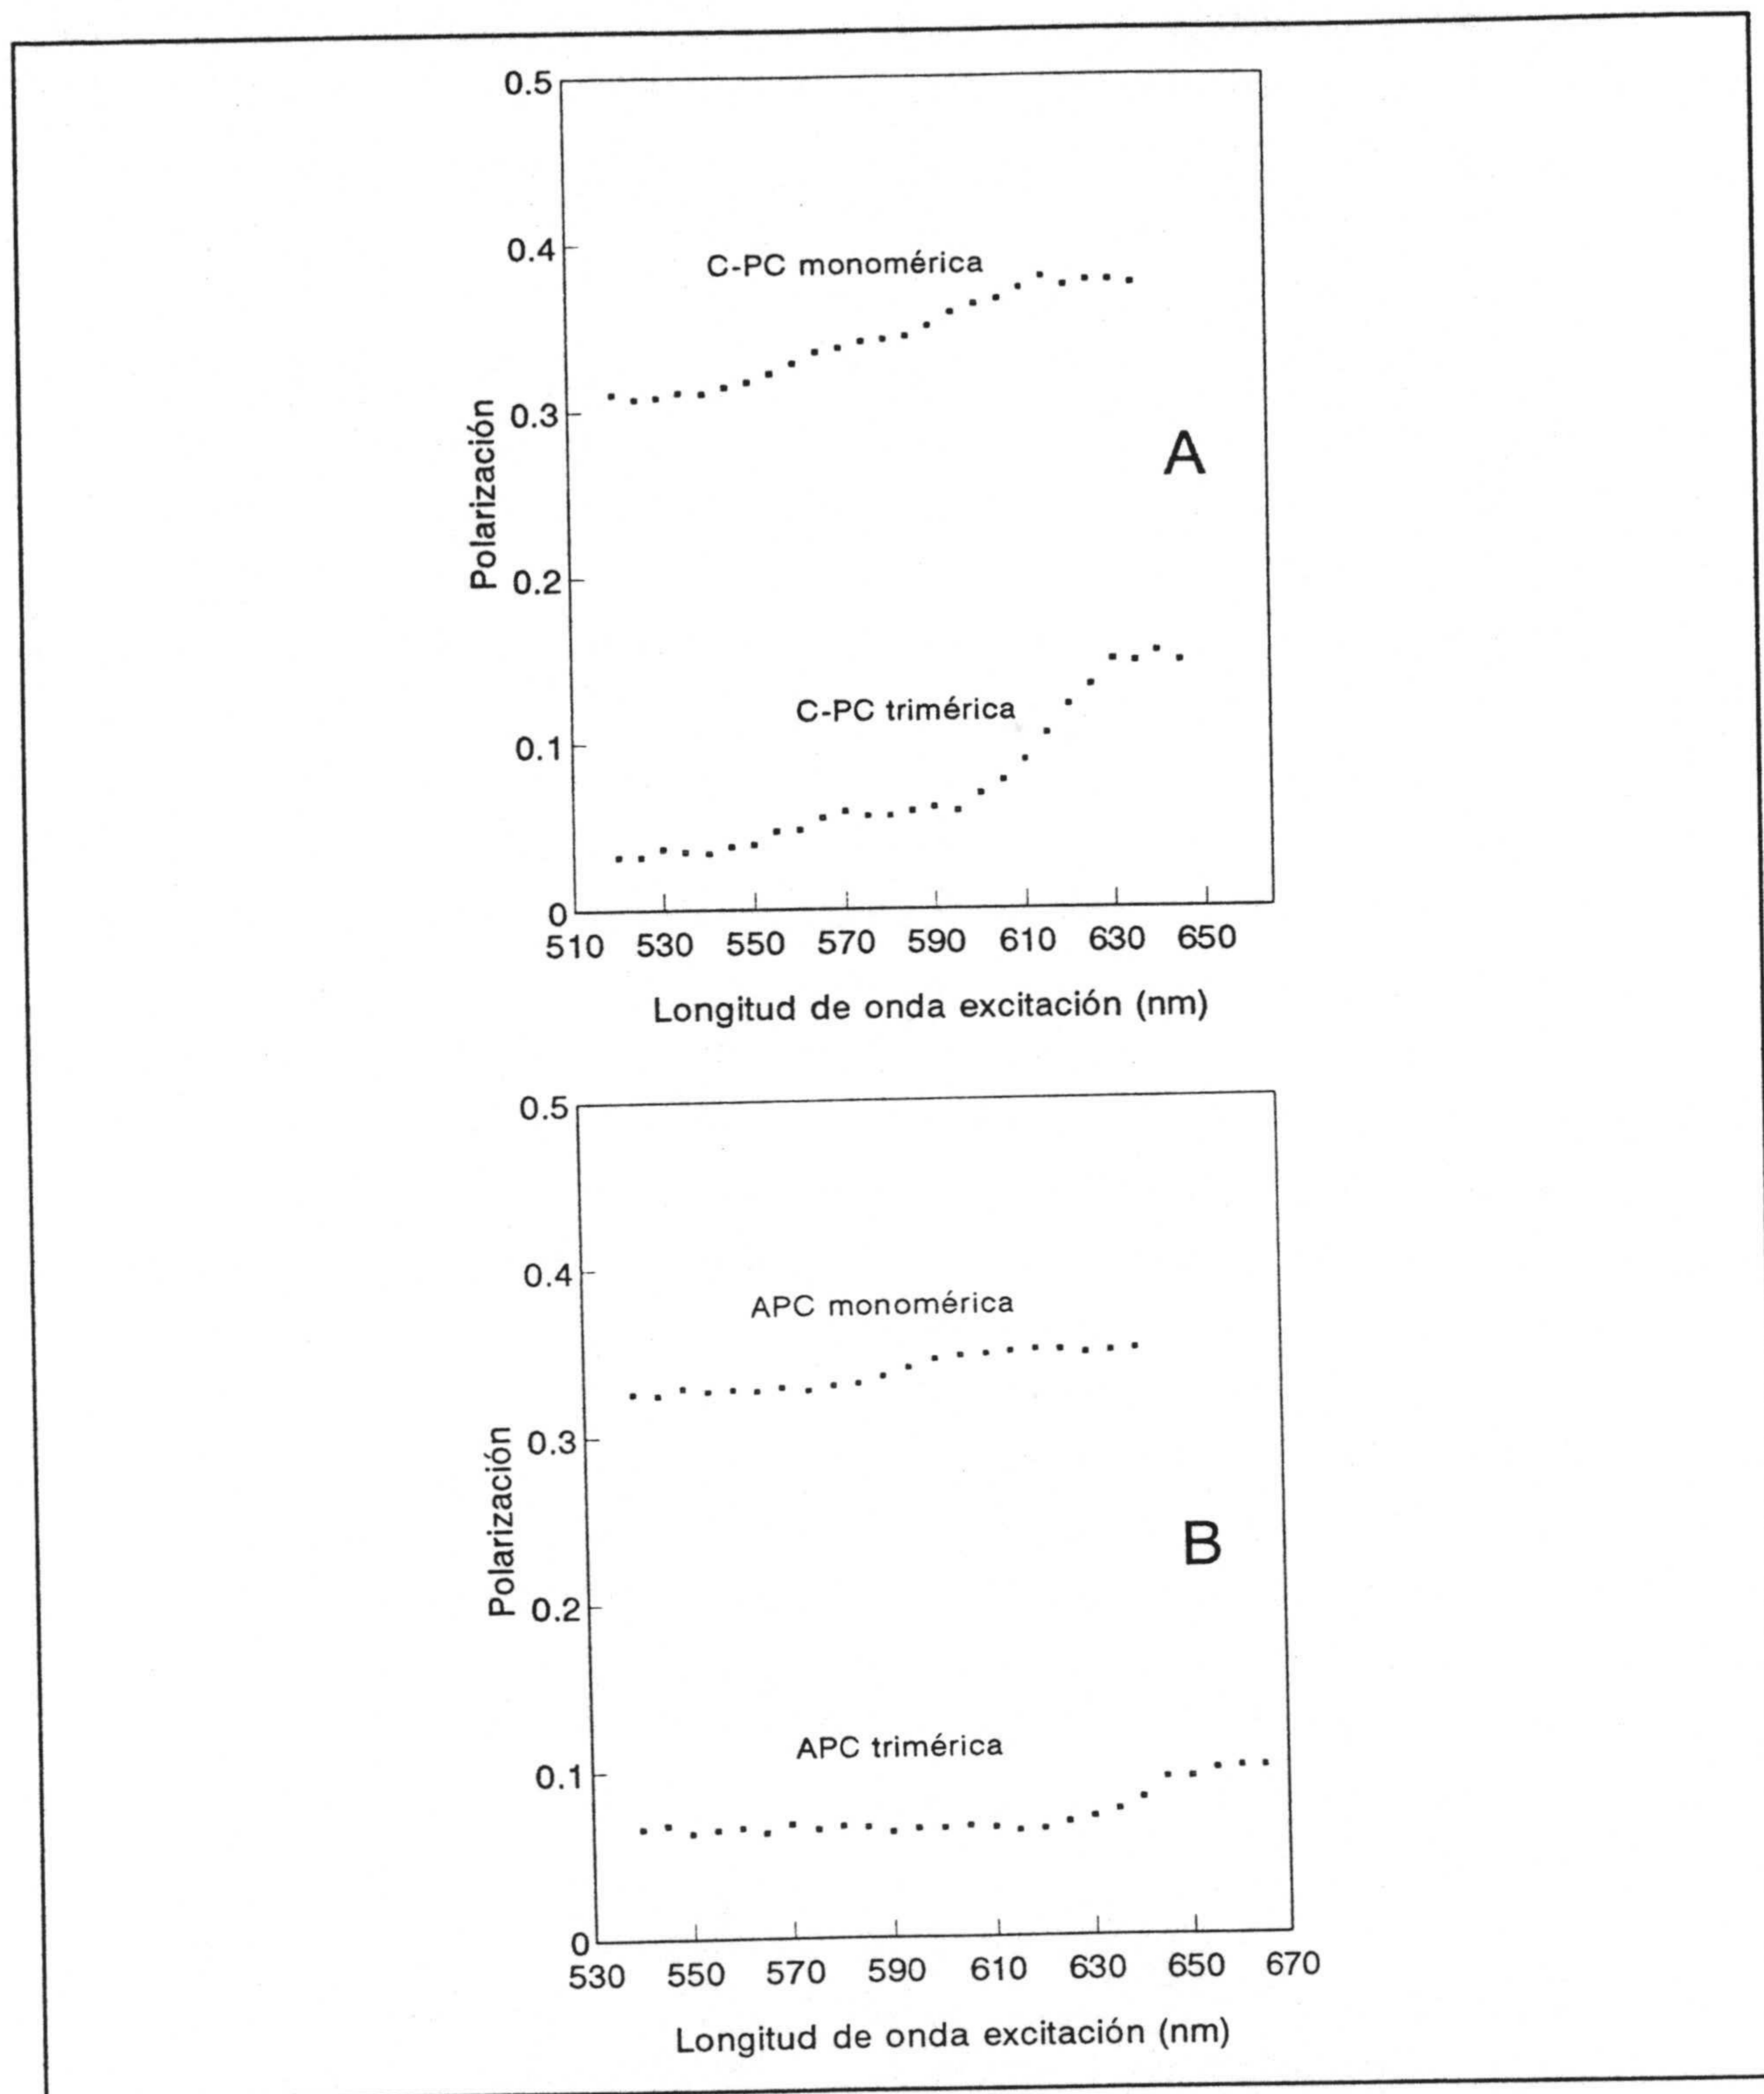 0.5
0.4
C-PC monomérica
0.3
A
Polarización
0.2
C-PC trimérica
0.1
0
510 530 550 570 590 610 630 650
Longitud de onda excitación (nm)
0.5
0.4
APC monomérica
0.3
B
Polarización
0.2
APC trimérica
0.1
0
530 550 570 590 610 630 650 670
Longitud de onda excitación (nm)